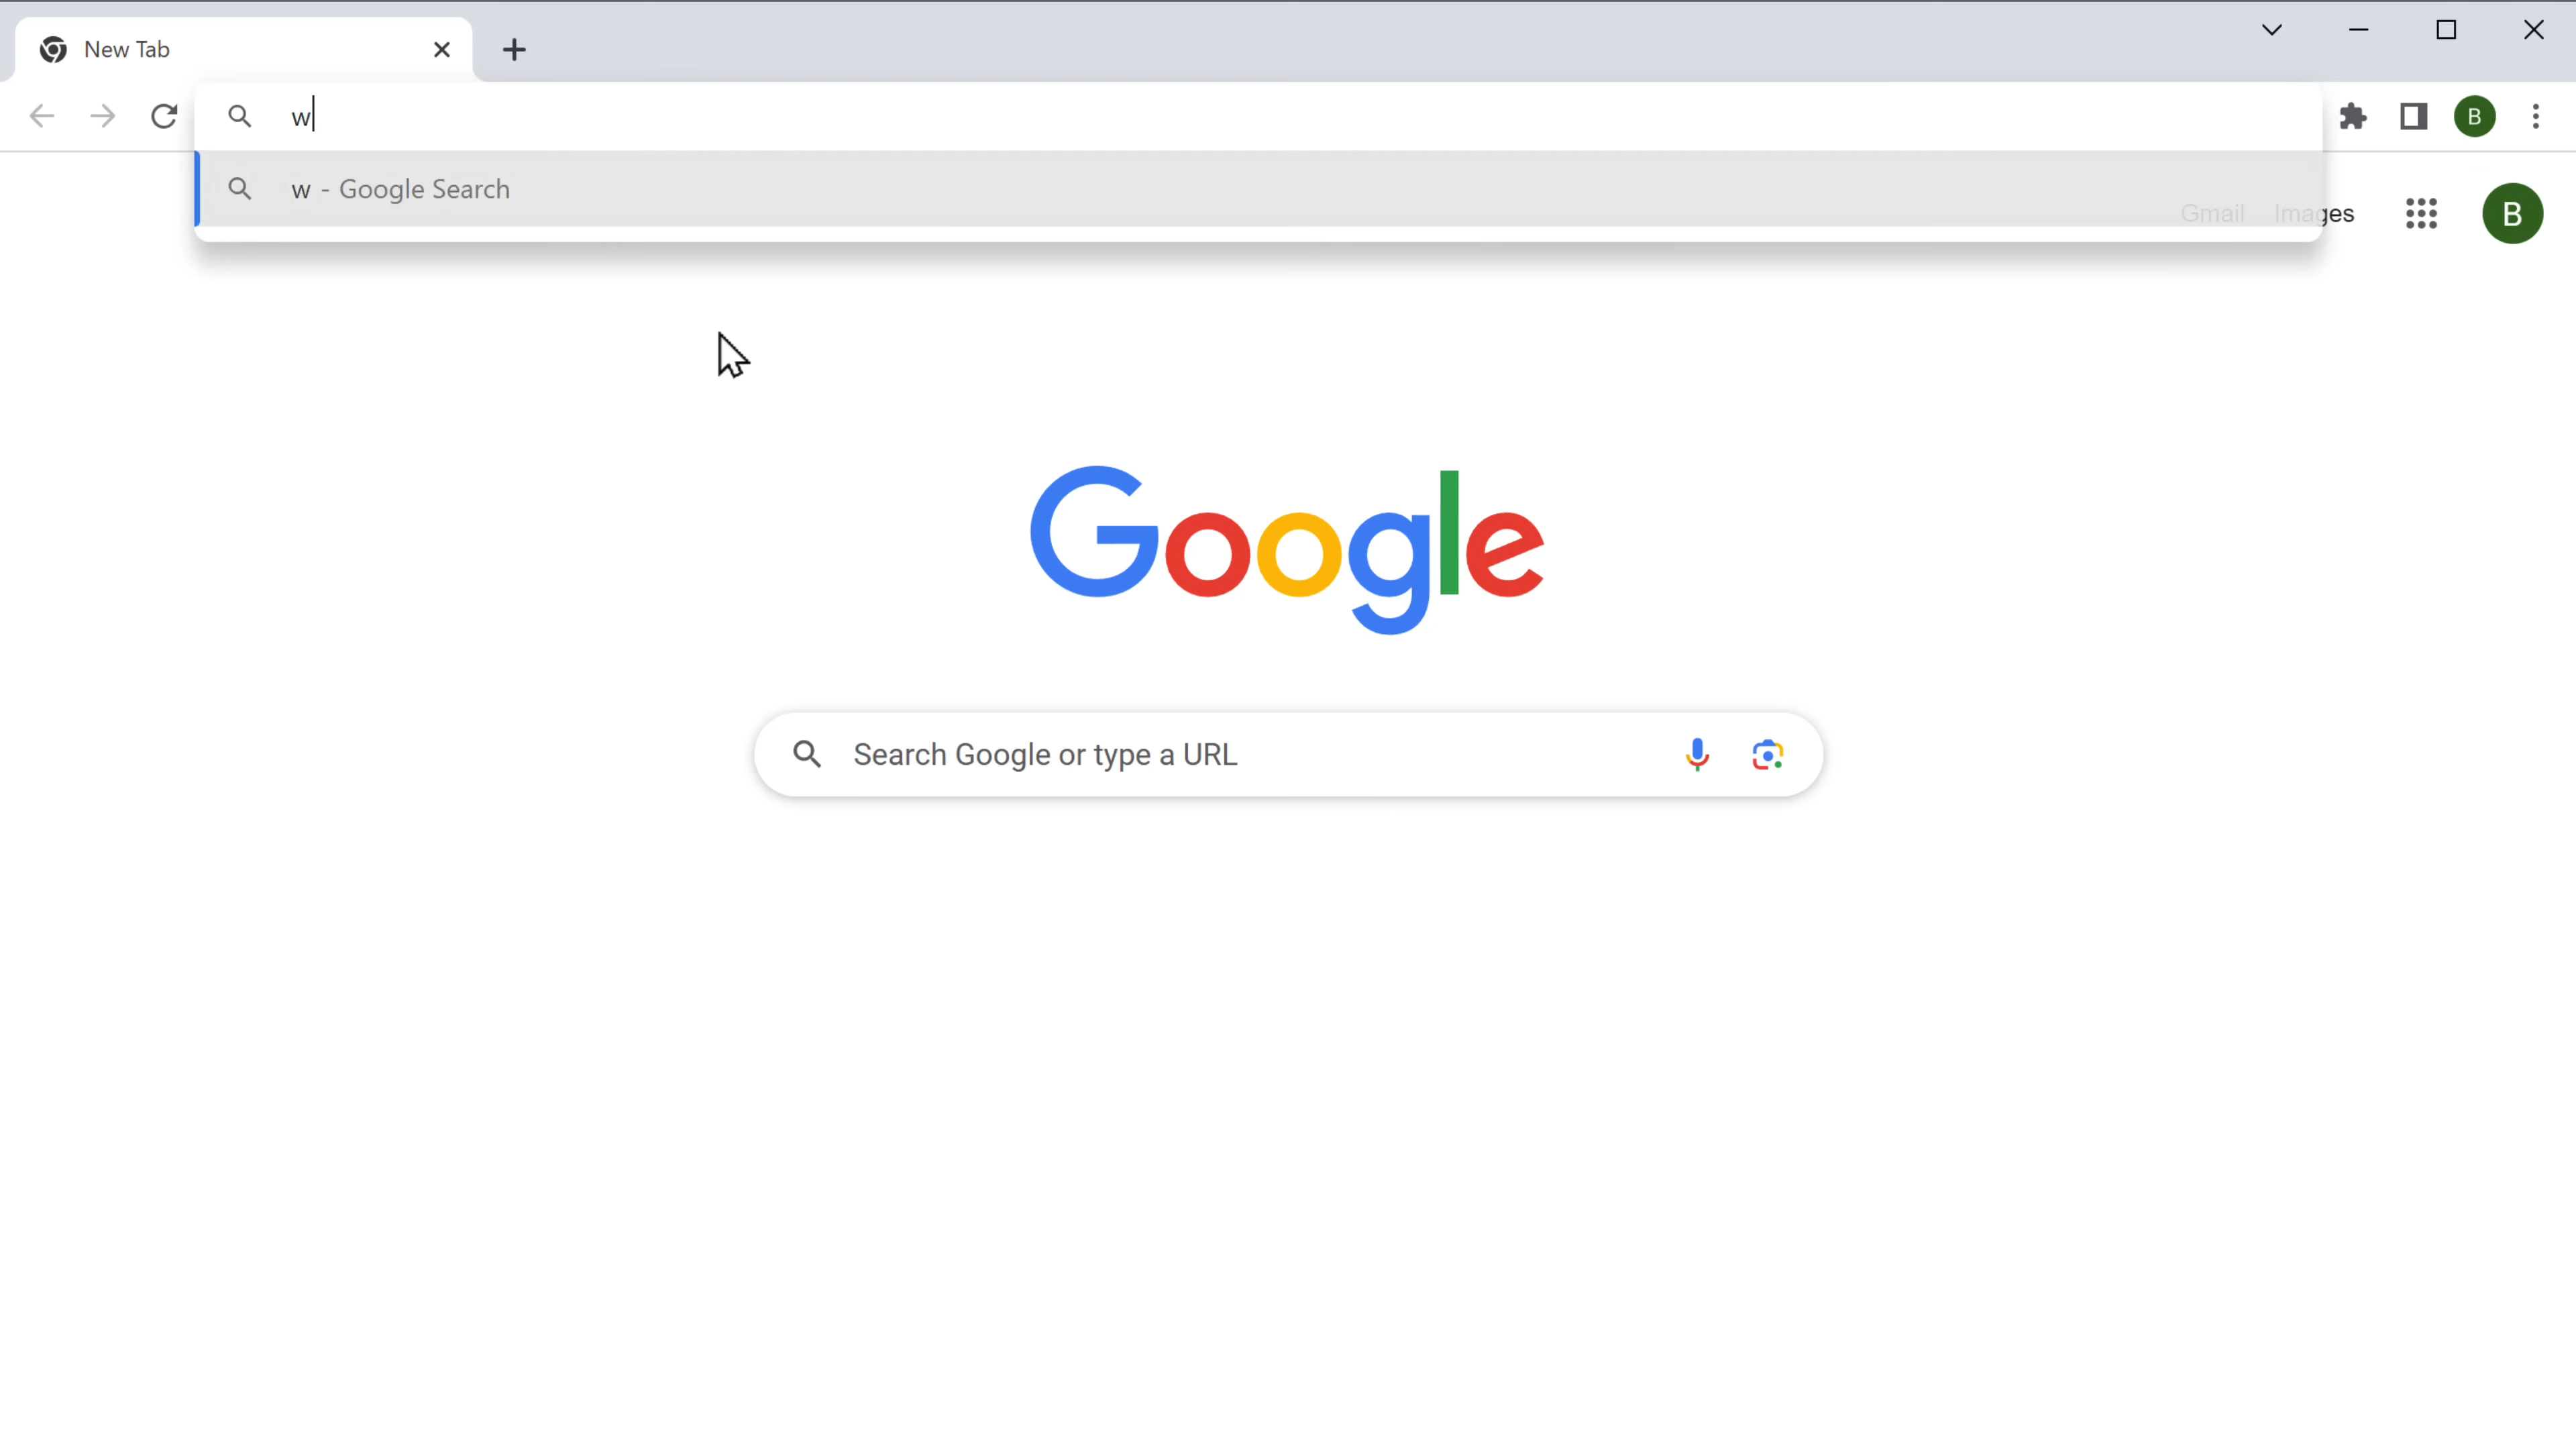 New Tab
w
B
w - Google Search
Gmail Images
B
Google
Search Google or type a URL